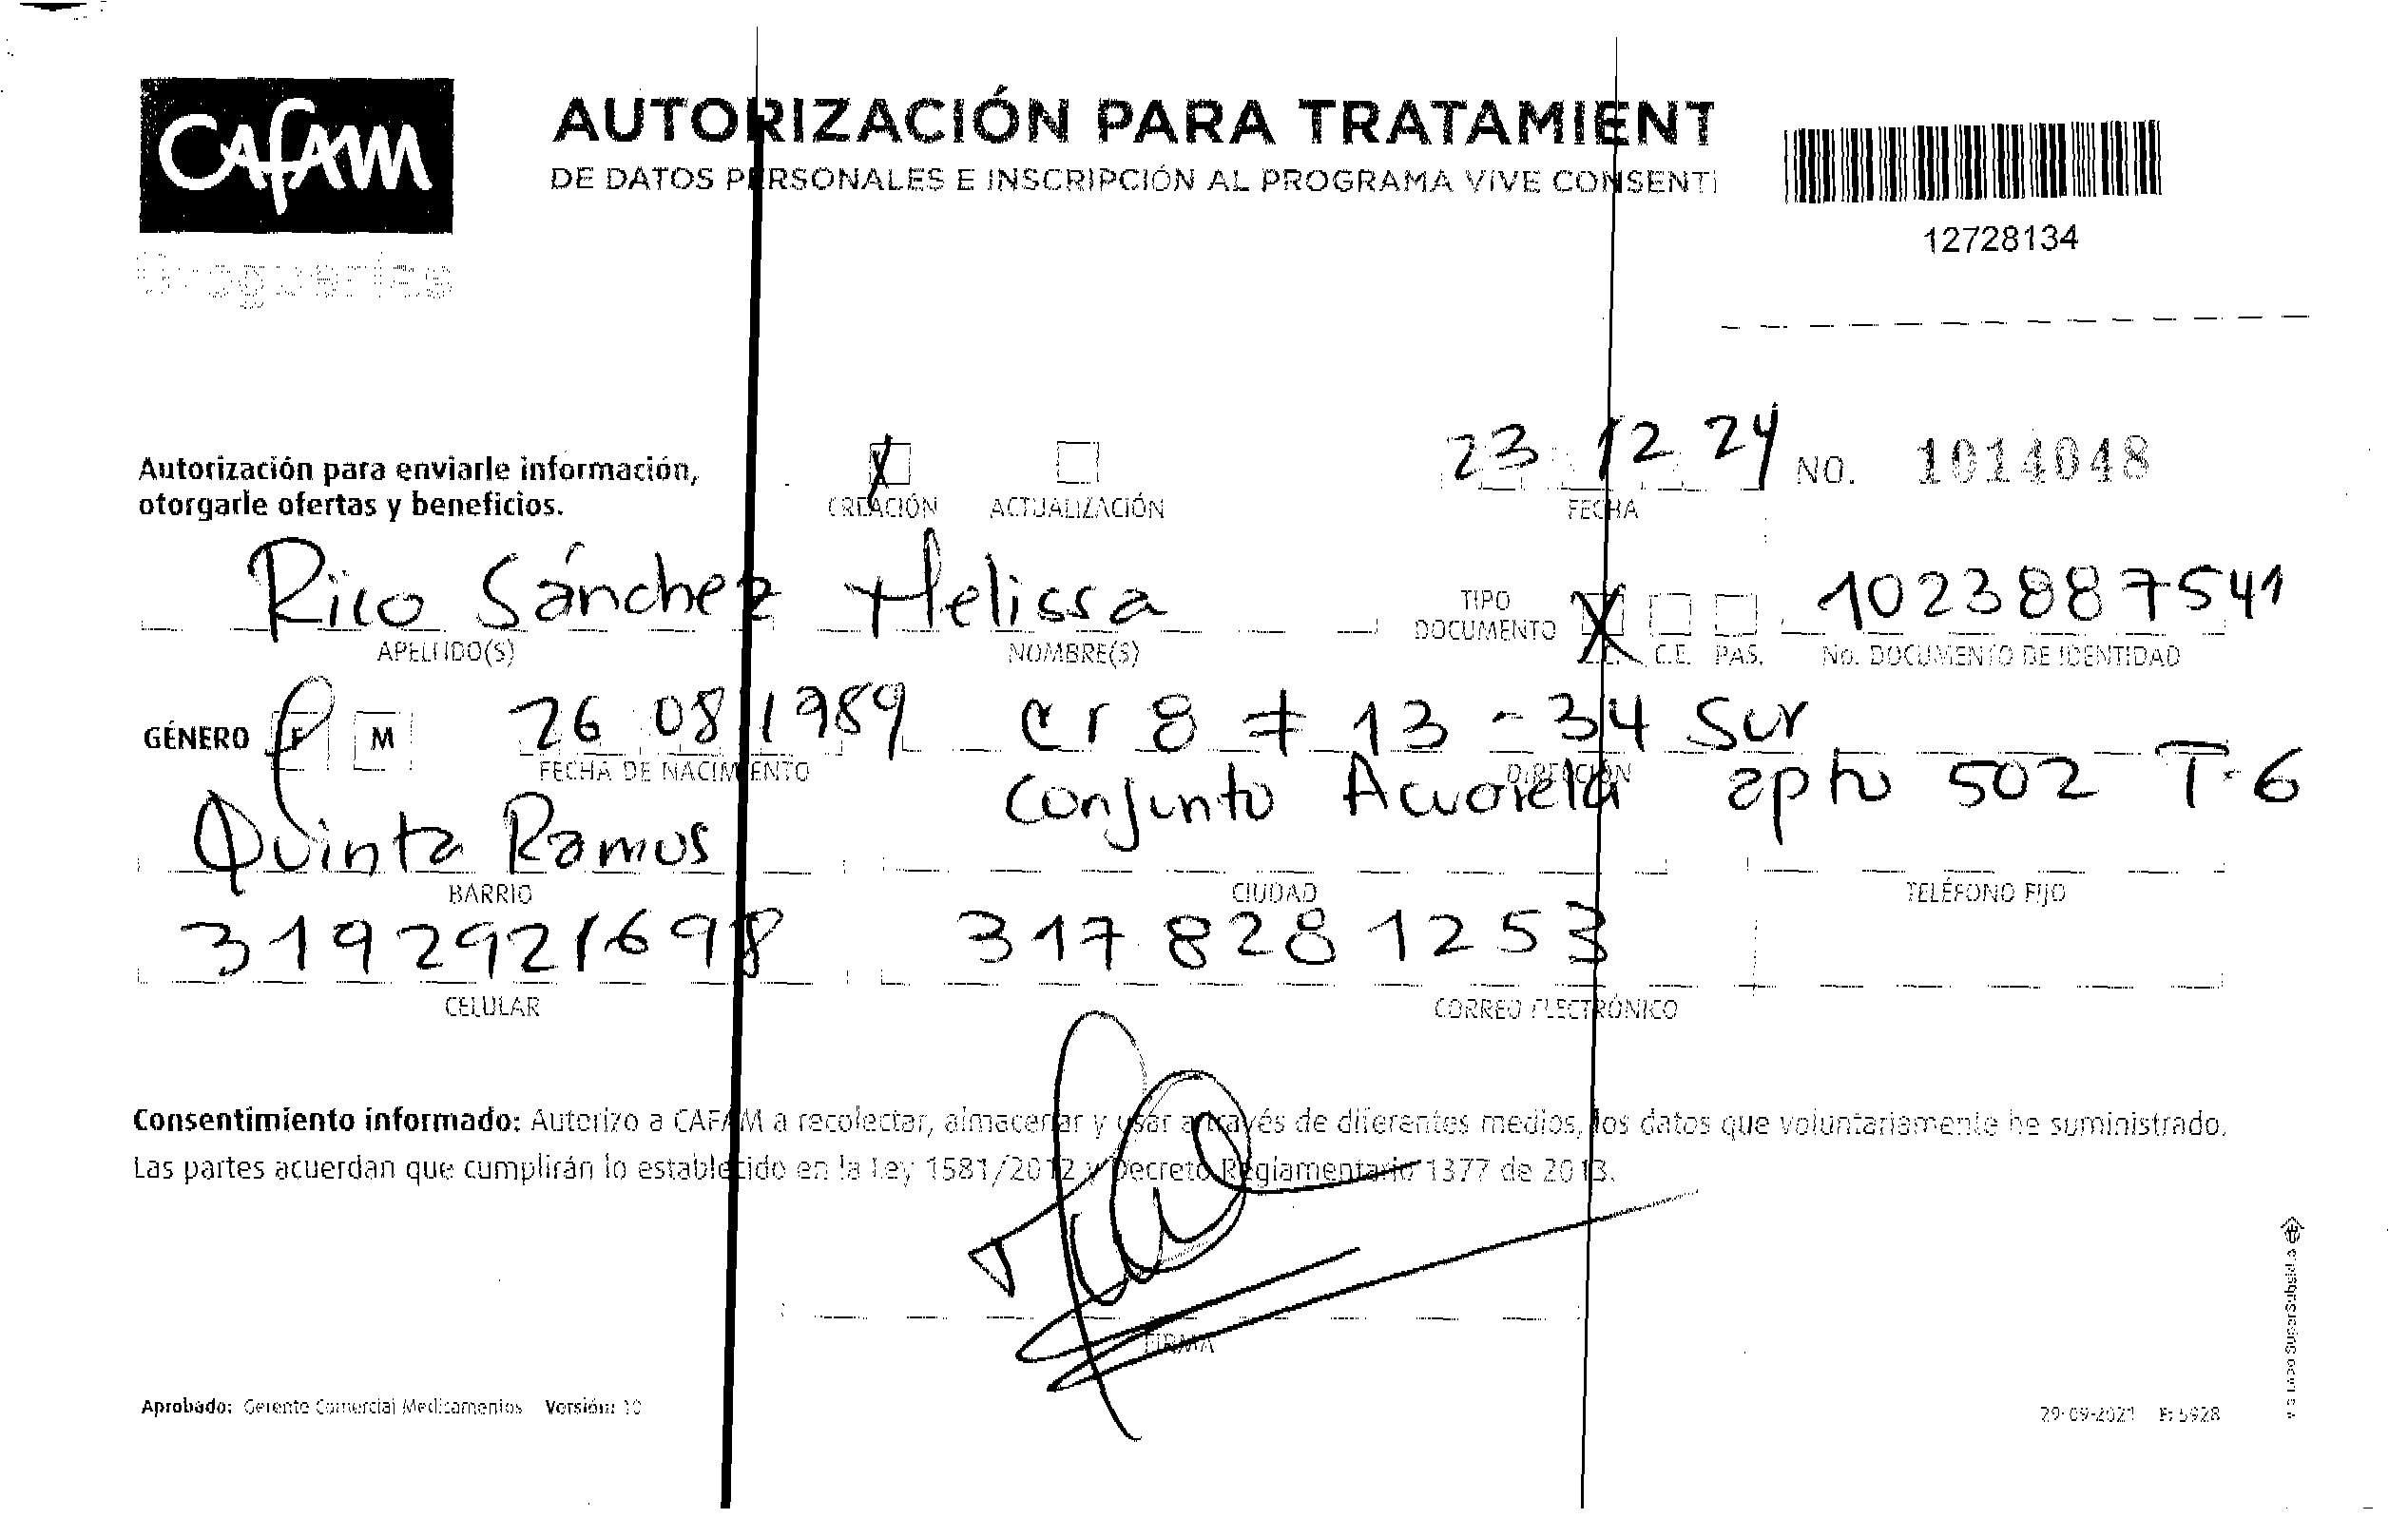 CAFAM
Droguerías
AUTORIZACIÓN PARA TRATAMIENT
DE DATOS PERSONALES E INSCRIPCIÓN AL PROGRAMA VIVE CONSENTI
12728134
Autorización para enviarle información,
otorgarle ofertas y beneficios.
CREACIÓN ACTUALIZACIÓN
23 12 24
FECHA
NO. 1014048
Rico Sánchez Melissa
APELLIDO(S) NOMBRE(S)
TIPO
DOCUMENTO
C.E. PAS.
1023887541
No. DOCUMENTO DE IDENTIDAD
GÉNERO F M
26 08 1989
FECHA DE NACIMIENTO
cr 8 # 13 - 34 Sur
DIRECCIÓN
Conjunto Acuarela apto 502 T-6
Quinta Ramos
BARRIO CIUDAD TELÉFONO FIJO
3192921698 317 828 1253
CELULAR CORREO ELECTRÓNICO
Consentimiento informado: Autorizo a CAFAM a recolectar, almacenar y usar a través de diferentes medios, los datos que voluntariamente he suministrado.
Las partes acuerdan que cumplirán lo establecido en la Ley 1581/2012 y Decreto Reglamentario 1377 de 2013.
FIRMA
Aprobado: Gerente Comercial Medicamentos Versión: 10
29-09-2021 F: 5928